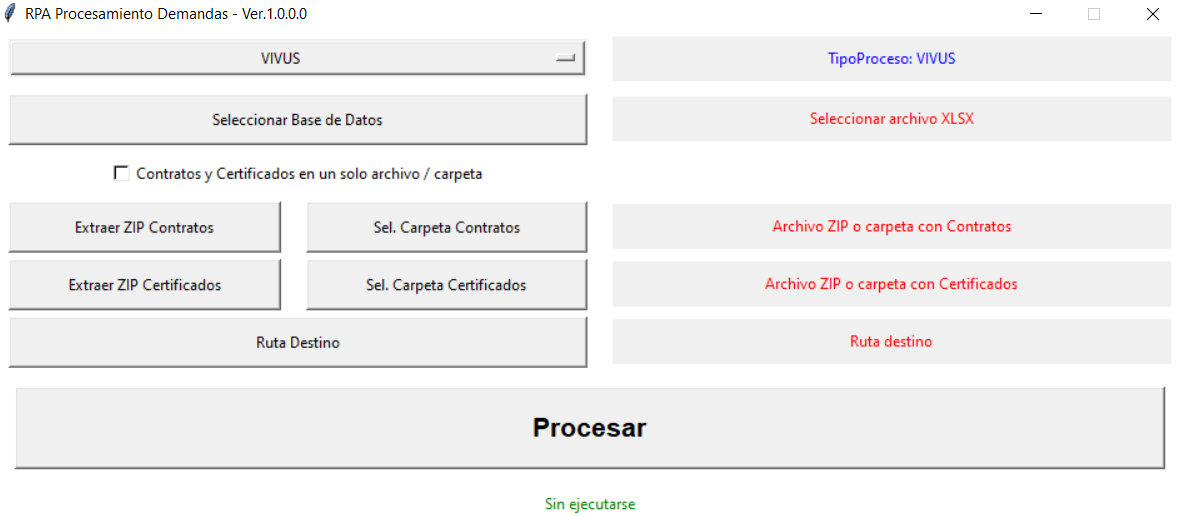 RPA Procesamiento Demandas - Ver.1.0.0.0
VIVUS
TipoProceso: VIVUS
Seleccionar Base de Datos
Seleccionar archivo XLSX
Contratos y Certificados en un solo archivo / carpeta
Extraer ZIP Contratos
Sel. Carpeta Contratos
Archivo ZIP o carpeta con Contratos
Extraer ZIP Certificados
Sel. Carpeta Certificados
Archivo ZIP o carpeta con Certificados
Ruta Destino
Ruta destino
Procesar
Sin ejecutarse